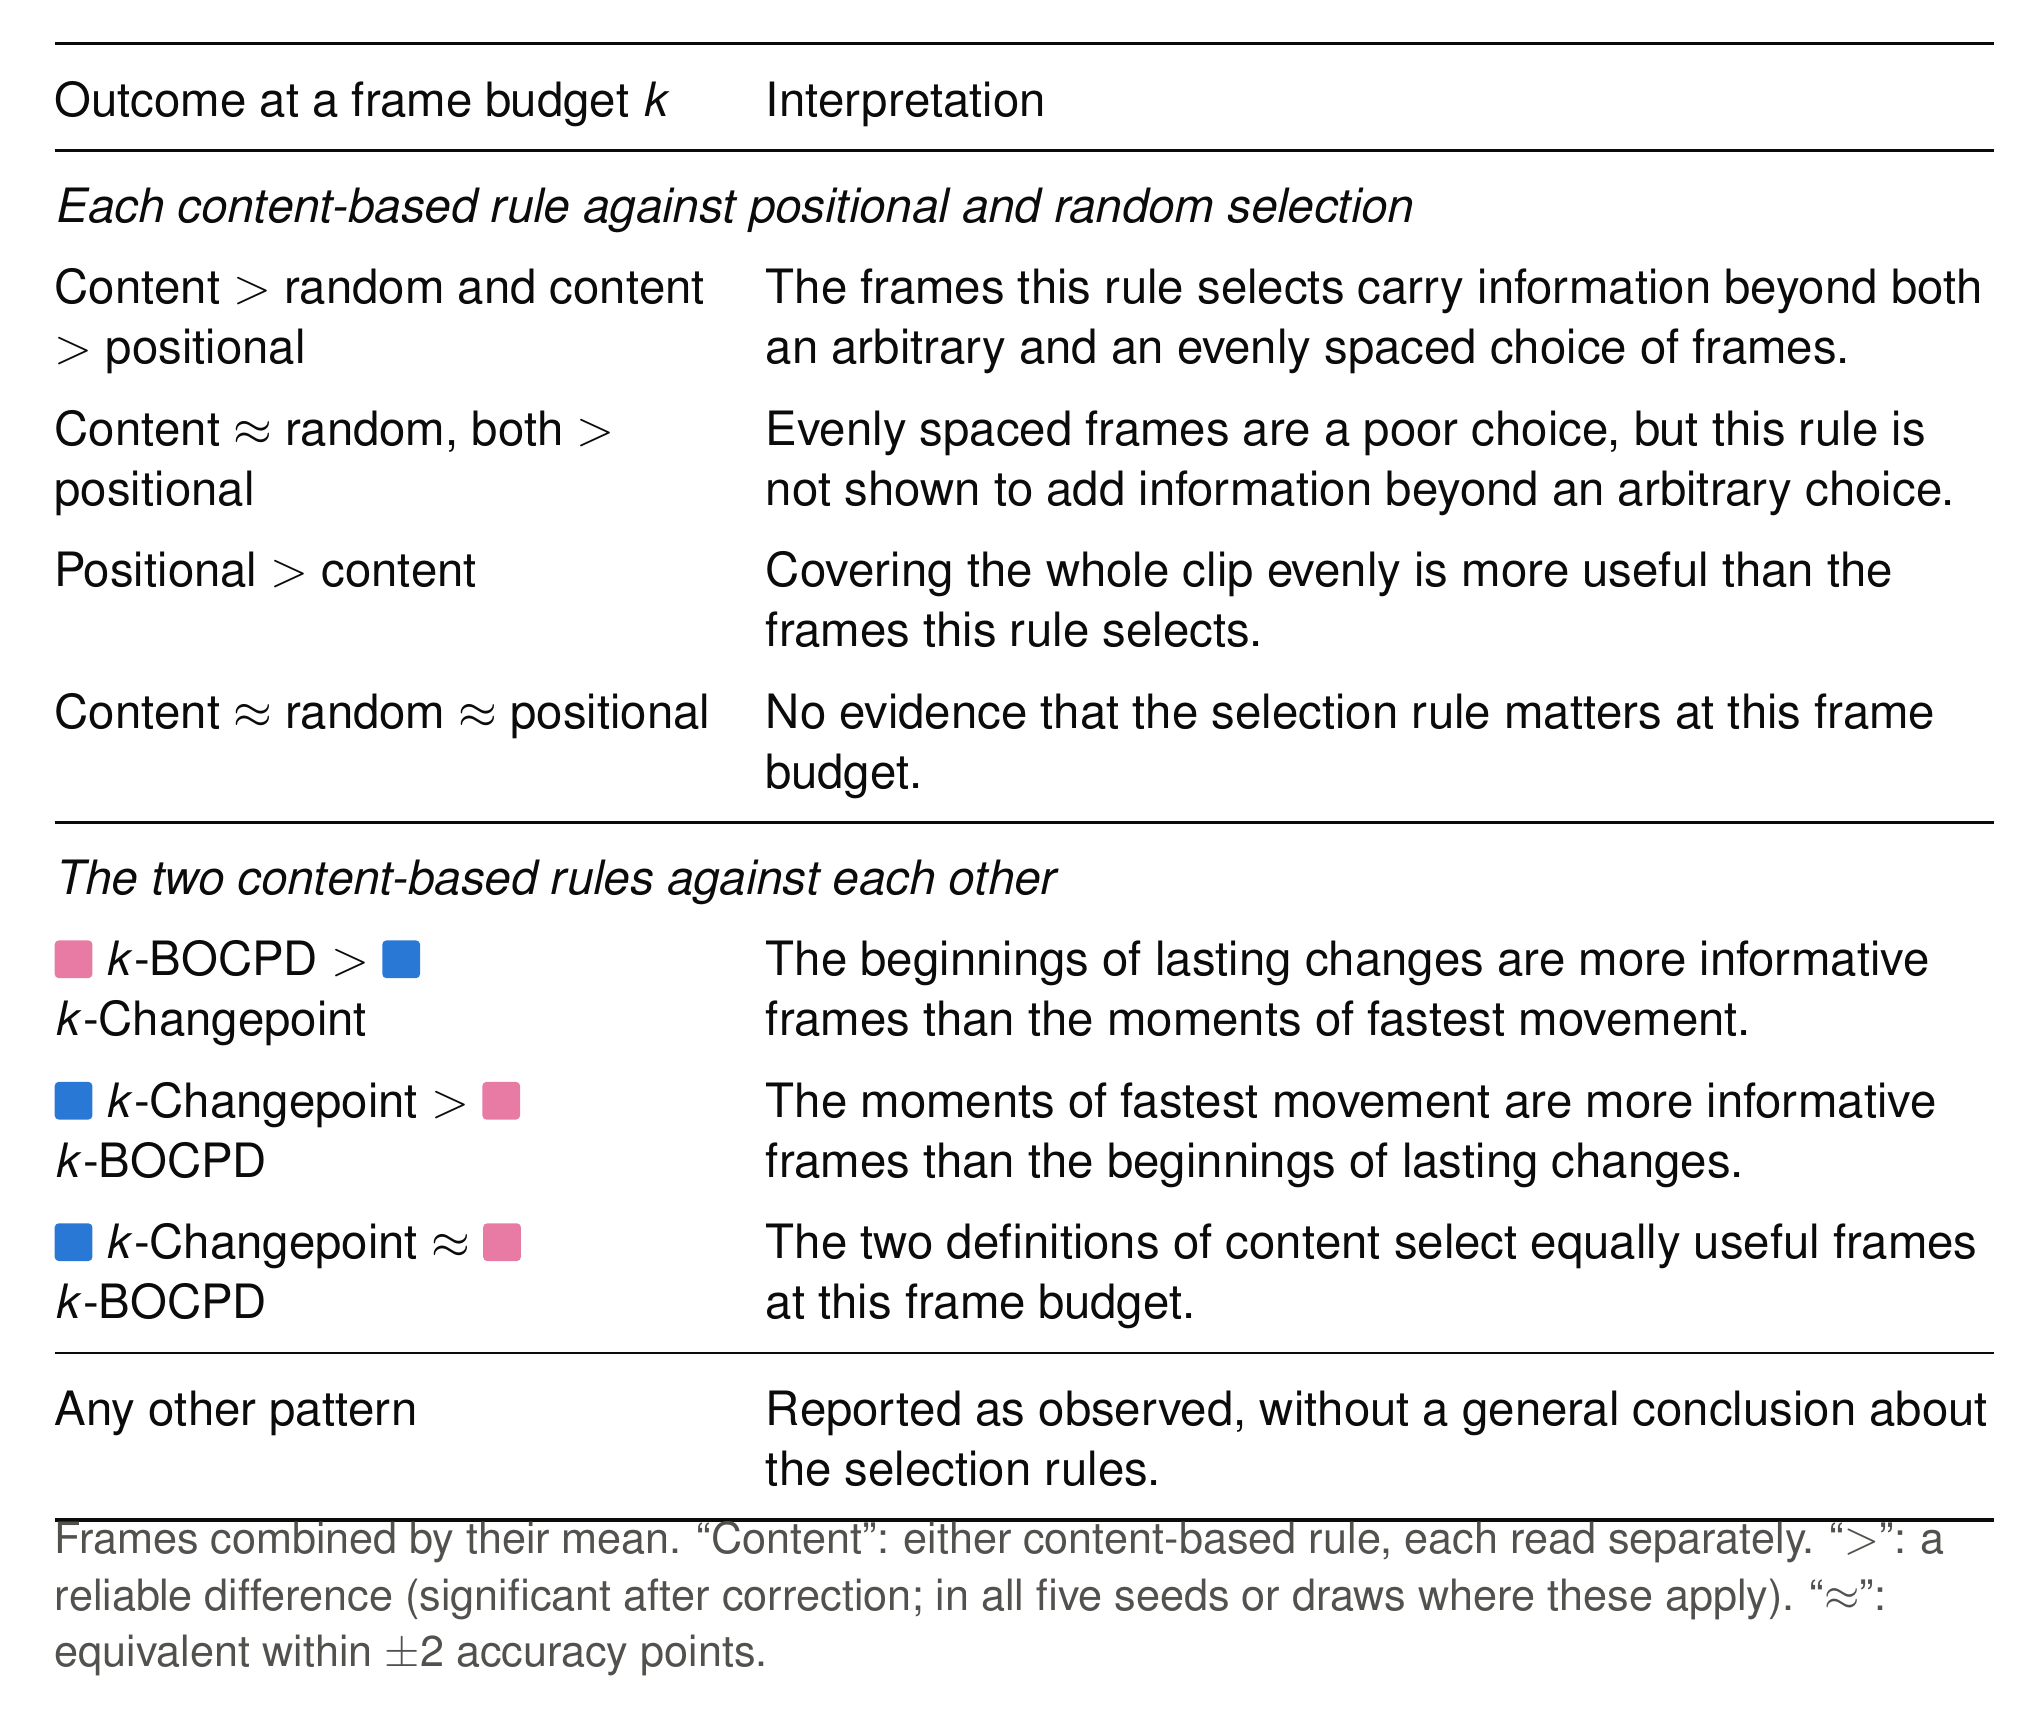 Outcome at a frame budget k
Interpretation
Each content-based rule against positional and random selection
Content > random and content
> positional
The frames this rule selects carry information beyond both
an arbitrary and an evenly spaced choice of frames.
Content ≈ random, both >
positional
Evenly spaced frames are a poor choice, but this rule is
not shown to add information beyond an arbitrary choice.
Positional > content
Covering the whole clip evenly is more useful than the
frames this rule selects.
Content ≈ random ≈ positional
No evidence that the selection rule matters at this frame
budget.
The two content-based rules against each other
k-BOCPD >
k-Changepoint
The beginnings of lasting changes are more informative
frames than the moments of fastest movement.
k-Changepoint >
k-BOCPD
The moments of fastest movement are more informative
frames than the beginnings of lasting changes.
k-Changepoint ≈
k-BOCPD
The two definitions of content select equally useful frames
at this frame budget.
Any other pattern
Reported as observed, without a general conclusion about
the selection rules.
Frames combined by their mean. “Content”: either content-based rule, each read separately. “>”: a
reliable difference (significant after correction; in all five seeds or draws where these apply). “≈”:
equivalent within ±2 accuracy points.